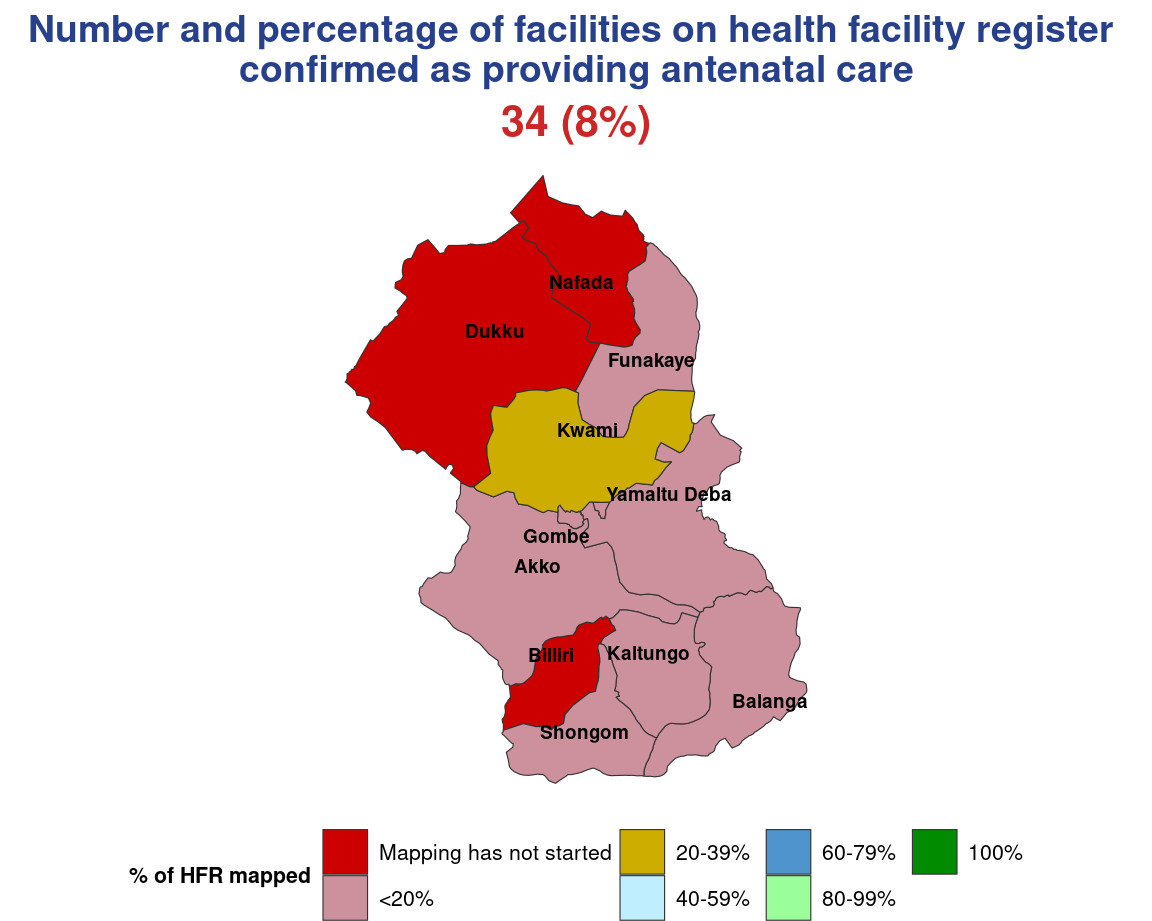 Number and percentage of facilities on health facility register
confirmed as providing antenatal care
34 (8%)
Nafada
Dukku
Funakaye
Kwami
Yamaltu Deba
Gombe
Akko
Billiri
Kaltungo
Balanga
Shongom
% of HFR mapped
Mapping has not started
<20%
20-39%
40-59%
60-79%
80-99%
100%